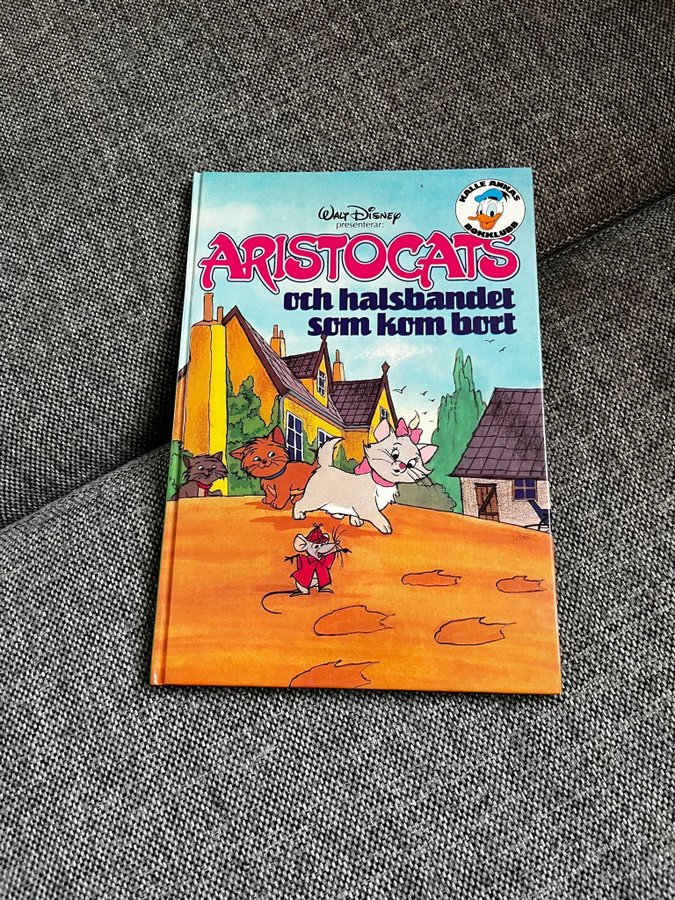 KALLE ANKAS
BOKKLUBB
WALT DISNEY
presenterar:
ARISTOCATS
och halsbandet
som kom bort